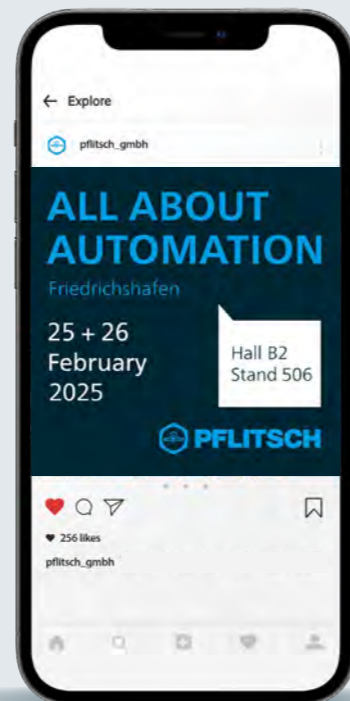 ← Explore
pflitsch_gmbh
ALL ABOUT
AUTOMATION
Friedrichshafen
25 + 26
February
2025
Hall B2
Stand 506
PFLITSCH
256 likes
pflitsch_gmbh